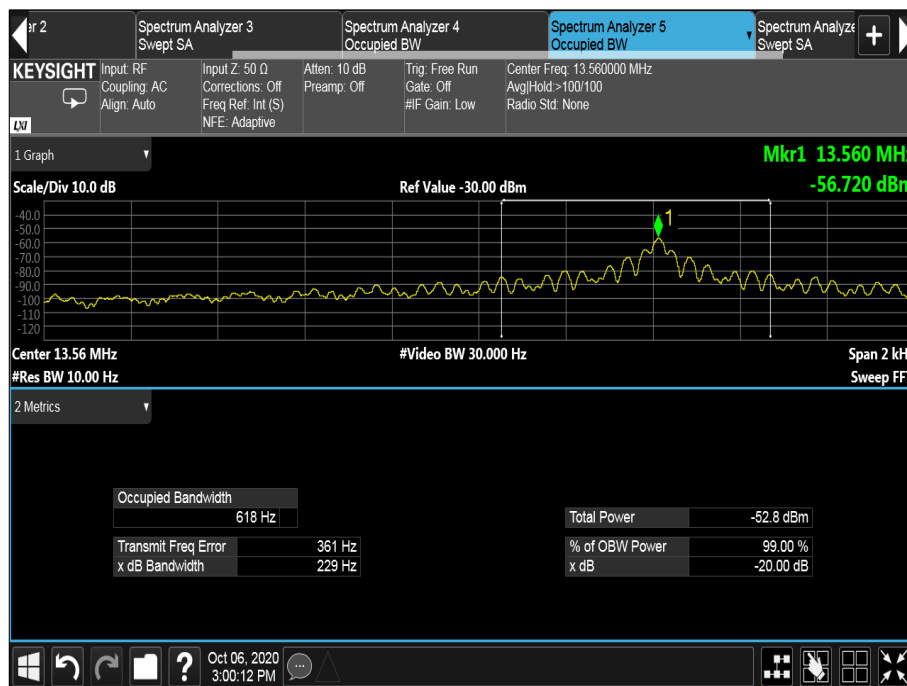 er 2
Spectrum Analyzer 3
Swept SA
Spectrum Analyzer 4
Occupied BW
Spectrum Analyzer 5
Occupied BW
Spectrum Analyze
Swept SA
+
KEYSIGHT
LXI
Input: RF
Coupling: AC
Align: Auto
Input Z: 50 Ω
Corrections: Off
Freq Ref: Int (S)
NFE: Adaptive
Atten: 10 dB
Preamp: Off
Trig: Free Run
Gate: Off
#IF Gain: Low
Center Freq: 13.560000 MHz
Avg|Hold:>100/100
Radio Std: None
1 Graph
Mkr1 13.560 MH
Scale/Div 10.0 dB
Ref Value -30.00 dBm
-56.720 dBm
1
-40.0
-50.0
-60.0
-70.0
-80.0
-90.0
-100
-110
-120
Center 13.56 MHz
#Video BW 30.000 Hz
Span 2 kH
#Res BW 10.00 Hz
Sweep FF
2 Metrics
Occupied Bandwidth
618 Hz
Total Power -52.8 dBm
Transmit Freq Error 361 Hz
% of OBW Power 99.00 %
x dB Bandwidth 229 Hz
x dB -20.00 dB
?
Oct 06, 2020
3:00:12 PM